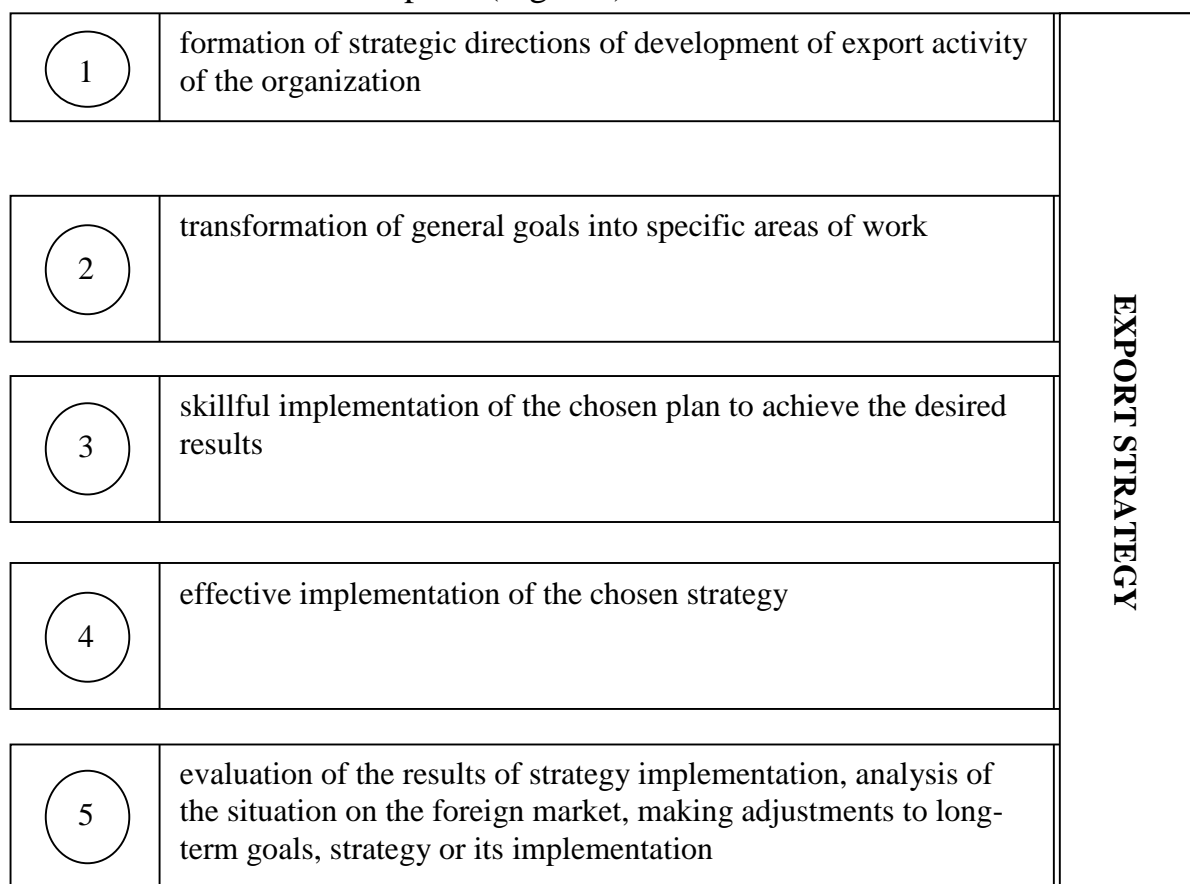 1
formation of strategic directions of development of export activity
of the organization
2
transformation of general goals into specific areas of work
3
skillful implementation of the chosen plan to achieve the desired
results
4
effective implementation of the chosen strategy
5
evaluation of the results of strategy implementation, analysis of
the situation on the foreign market, making adjustments to long-
term goals, strategy or its implementation
EXPORT STRATEGY